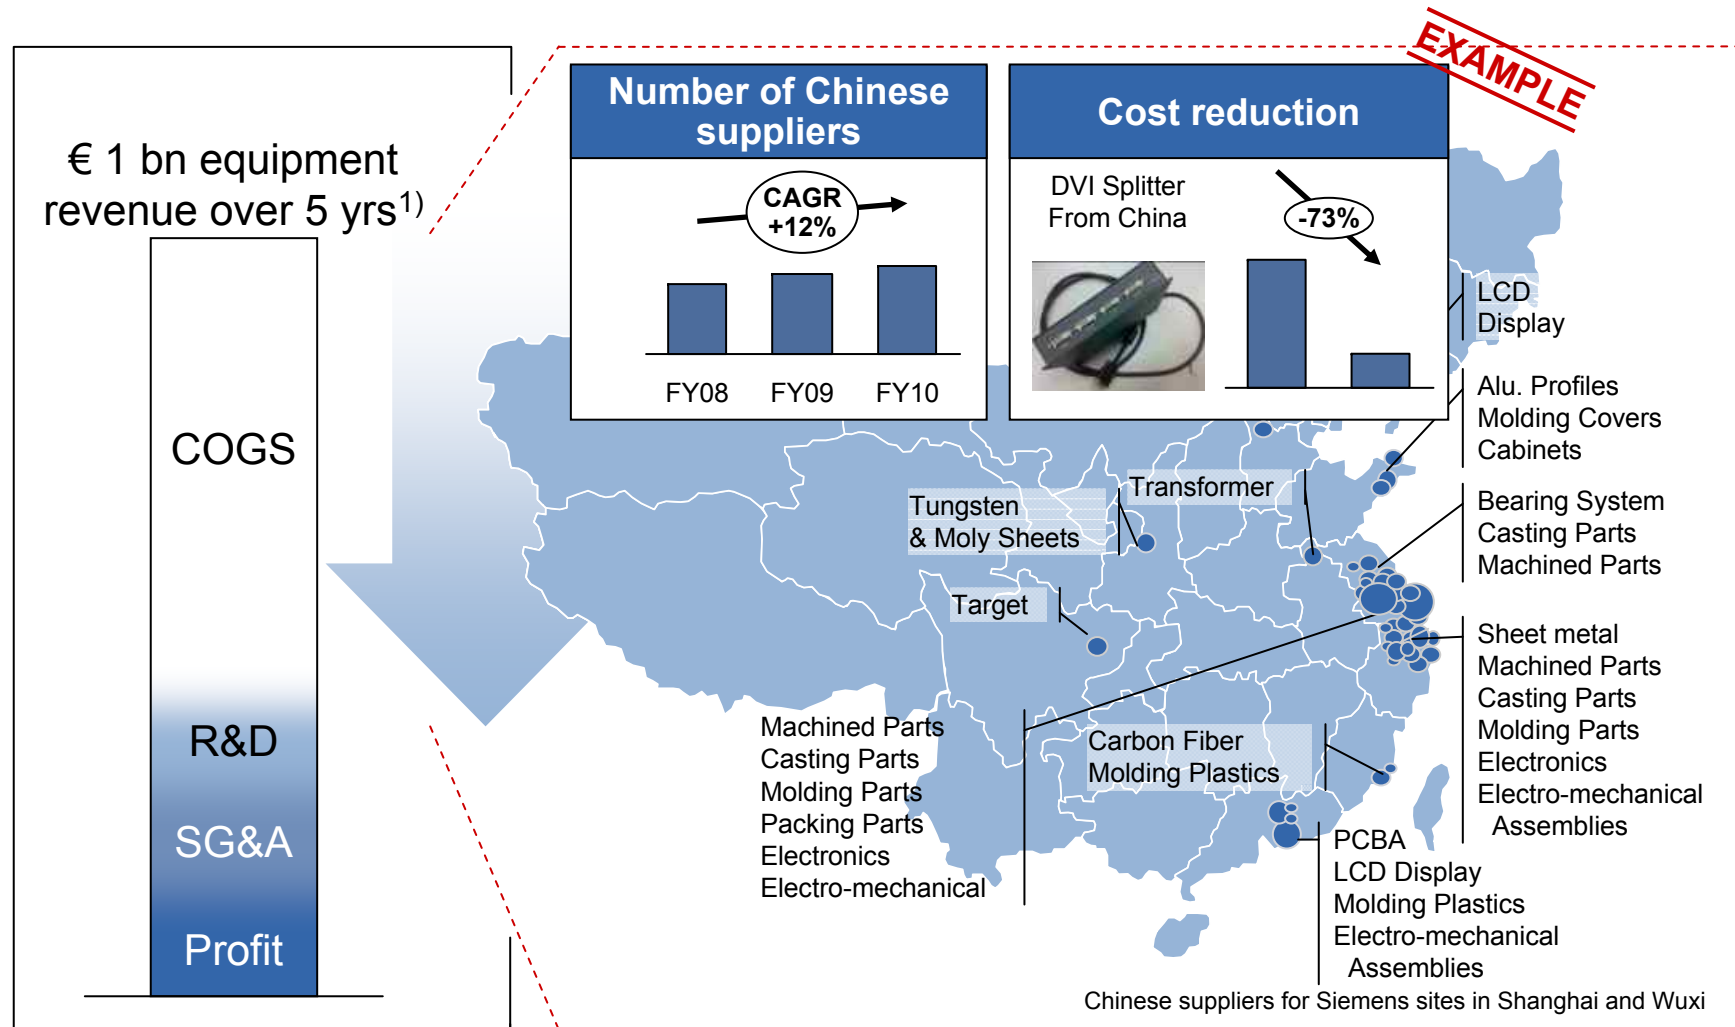 EXAMPLE
€ 1 bn equipment
revenue over 5 yrs1)
COGS
R&D
SG&A
Profit
Number of Chinese
suppliers
CAGR
+12%
FY08 FY09 FY10
Cost reduction
DVI Splitter
From China
-73%
LCD
Display
Alu. Profiles
Molding Covers
Cabinets
Transformer
Tungsten
& Moly Sheets
Bearing System
Casting Parts
Machined Parts
Target
Sheet metal
Machined Parts
Casting Parts
Molding Parts
Electronics
Electro-mechanical
Assemblies
Machined Parts
Casting Parts
Molding Parts
Packing Parts
Electronics
Electro-mechanical
Carbon Fiber
Molding Plastics
PCBA
LCD Display
Molding Plastics
Electro-mechanical
Assemblies
Chinese suppliers for Siemens sites in Shanghai and Wuxi